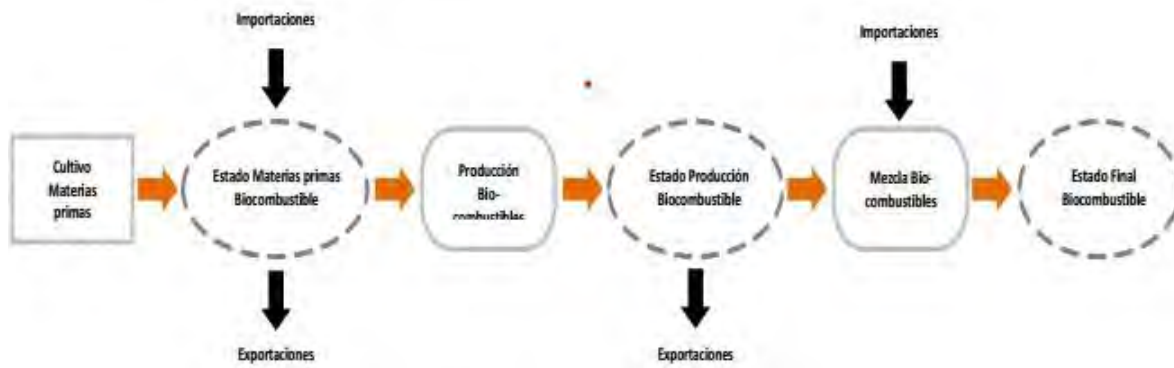 Importaciones
Importaciones
Cultivo
Materias
primas
Estado Materias primas
Biocombustible
Producción
Bio-
combustibles
Estado Producción
Biocombustible
Mezcla Bio-
combustibles
Estado Final
Biocombustible
Exportaciones
Exportaciones